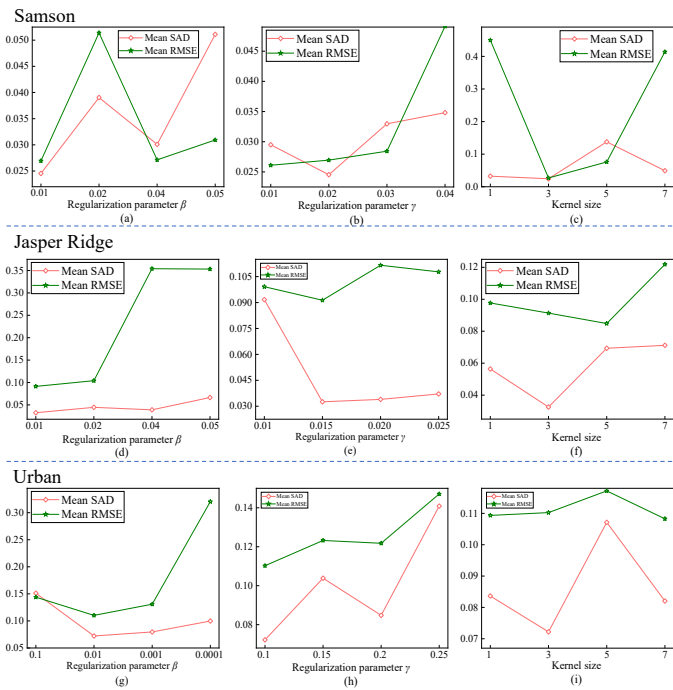 Samson
0.050
0.045
0.040
0.035
0.030
0.025
Mean SAD
Mean RMSE
0.01 0.02 0.04 0.05
Regularization parameter β
(a)
0.045
0.035
0.025
Mean SAD
Mean RMSE
0.01 0.02 0.03 0.04
Regularization parameter γ
(b)
0.4
0.3
0.2
0.1
0.0
Mean SAD
Mean RMSE
1 3 5 7
Kernel size
(c)
Jasper Ridge
0.35
0.30
0.25
0.20
0.15
0.10
0.05
Mean SAD
Mean RMSE
0.01 0.02 0.04 0.05
Regularization parameter β
(d)
0.105
0.090
0.075
0.060
0.045
0.030
Mean SAD
Mean RMSE
0.01 0.015 0.020 0.025
Regularization parameter γ
(e)
0.12
0.10
0.08
0.06
0.04
Mean SAD
Mean RMSE
1 3 5 7
Kernel size
(f)
Urban
0.30
0.25
0.20
0.15
0.10
0.05
Mean SAD
Mean RMSE
0.1 0.01 0.001 0.0001
Regularization parameter β
(g)
0.14
0.12
0.10
0.08
Mean SAD
Mean RMSE
0.1 0.15 0.2 0.25
Regularization parameter γ
(h)
0.11
0.10
0.09
0.08
0.07
Mean SAD
Mean RMSE
1 3 5 7
Kernel size
(i)